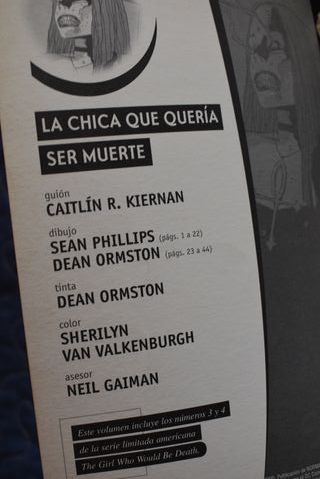 LA CHICA QUE QUERÍA
SER MUERTE
guión
CAITLÍN R. KIERNAN
dibujo
SEAN PHILLIPS (págs. 1 a 22)
DEAN ORMSTON (págs. 23 a 44)
tinta
DEAN ORMSTON
color
SHERILYN
VAN VALKENBURGH
asesor
NEIL GAIMAN
Este volumen incluye los números 3 y 4
de la serie limitada americana
The Girl Who Would Be Death.
Publicación de